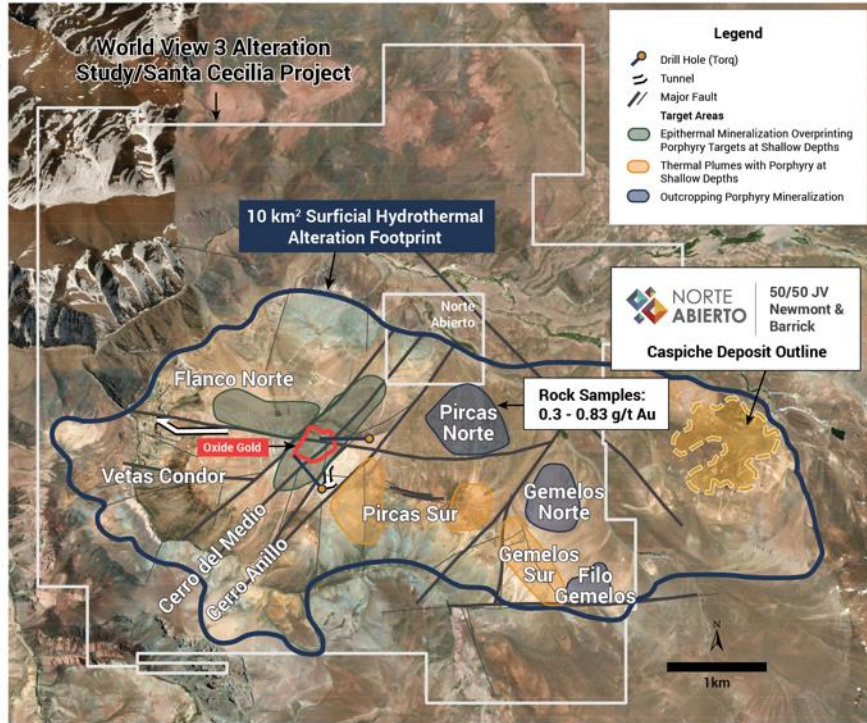 World View 3 Alteration
Study/Santa Cecilia Project
Legend
Drill Hole (Torq)
Tunnel
Major Fault
Target Areas
Epithermal Mineralization Overprinting
Porphyry Targets at Shallow Depths
Thermal Plumes with Porphyry at
Shallow Depths
Outcropping Porphyry Mineralization
10 km² Surficial Hydrothermal
Alteration Footprint
NORTE
ABIERTO
50/50 JV
Newmont &
Barrick
Caspiche Deposit Outline
Norte
Abierto
Flanco Norte
Pircas
Norte
Rock Samples:
0.3 - 0.83 g/t Au
Oxide Gold
Vetas Condor
Pircas Sur
Gemelos
Norte
Cerro del Medio
Cerro Anillo
Gemelos
Sur
Filo
Gemelos
N
1km